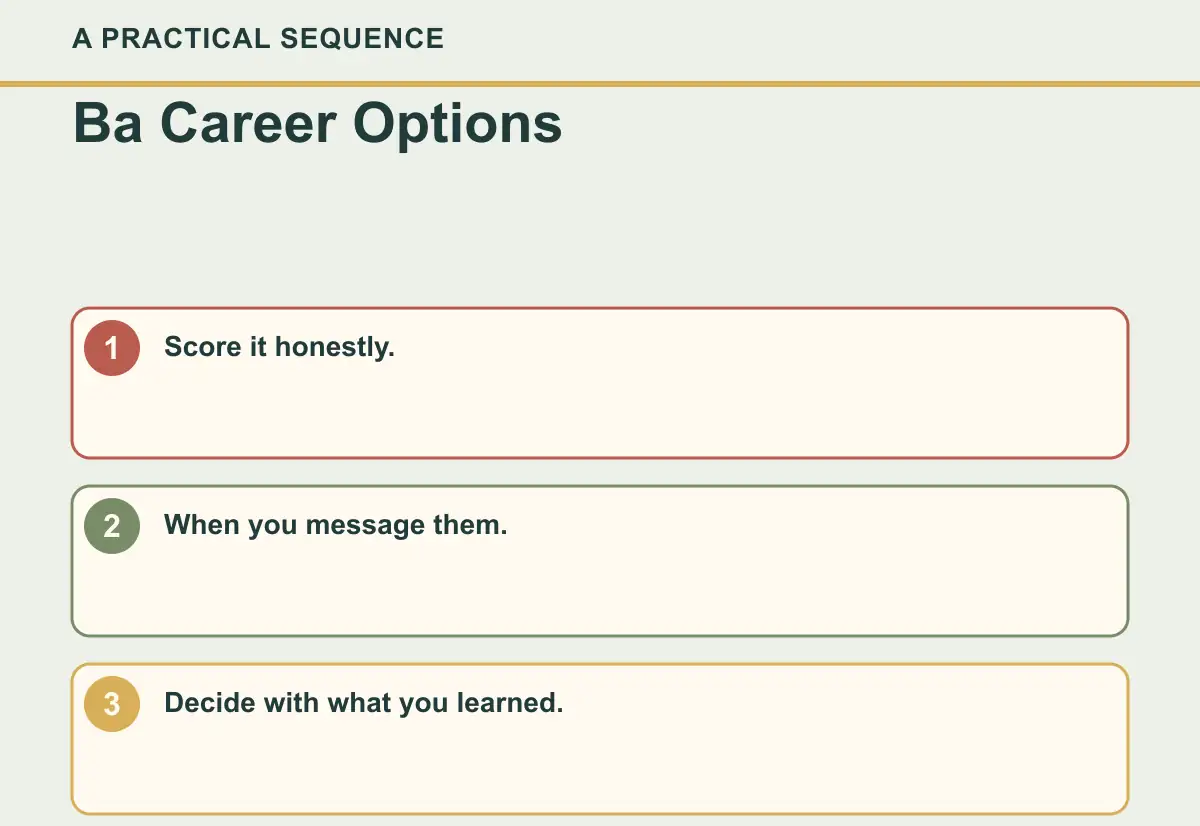 A PRACTICAL SEQUENCE
Ba Career Options
1 Score it honestly.
2 When you message them.
3 Decide with what you learned.